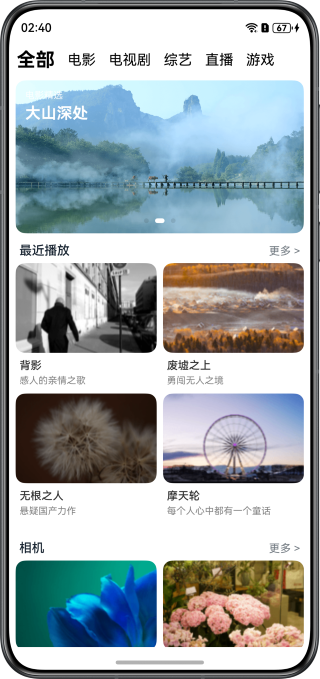 02:40
67
全部 电影 电视剧 综艺 直播 游戏
大山深处
最近播放 更多 >
背影 废墟之上
感人的亲情之歌 勇闯无人之境
无根之人 摩天轮
悬疑国产力作 每个人心中都有一个童话
相机 更多 >